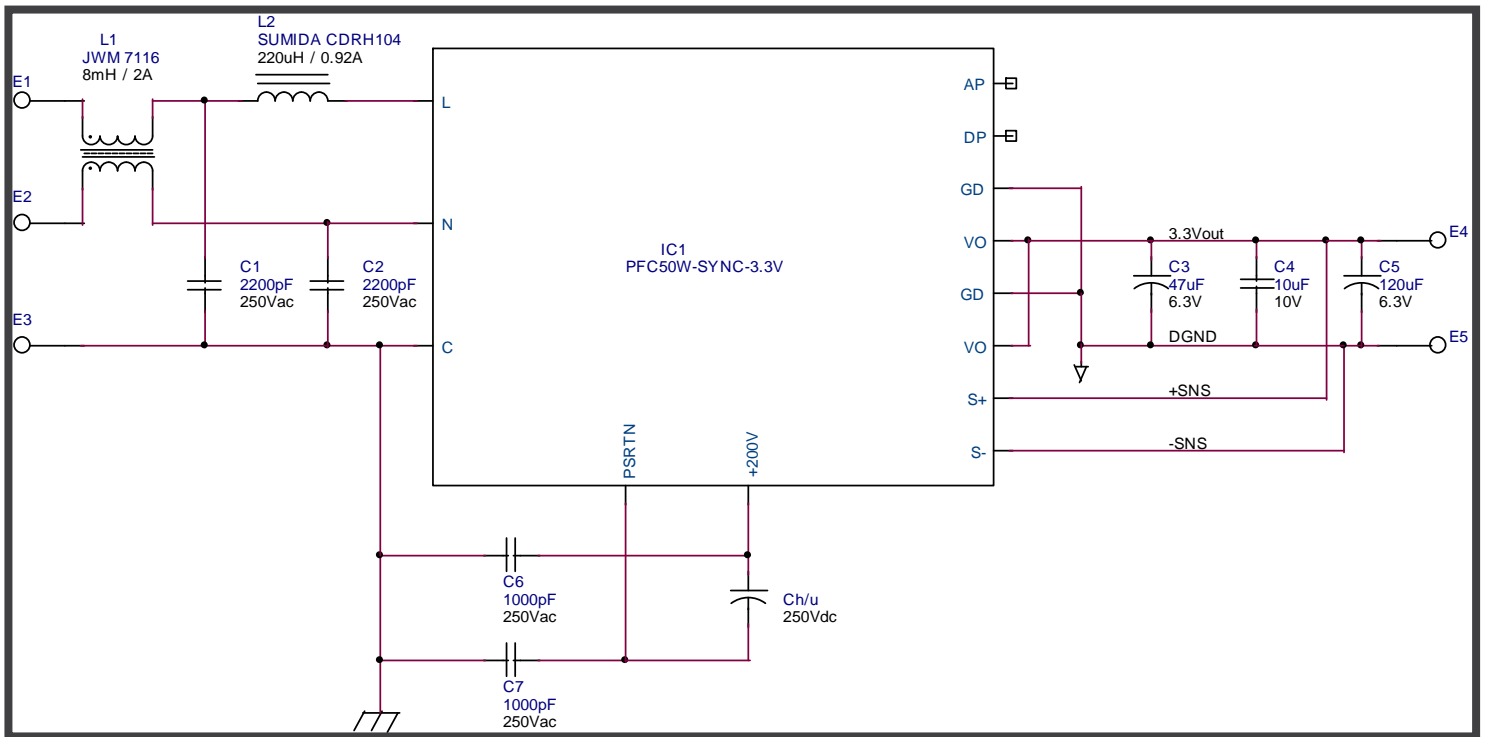 L1
JWM 7116
8mH / 2A
L2
SUMIDA CDRH104
220uH / 0.92A
E1
E2
E3
L
N
C
C1
2200pF
250Vac
C2
2200pF
250Vac
IC1
PFC50W-SYNC-3.3V
AP
DP
GD
VO
GD
VO
S+
S-
PSRTN
+200V
3.3Vout
C3
47uF
6.3V
C4
10uF
10V
C5
120uF
6.3V
DGND
+SNS
-SNS
E4
E5
C6
1000pF
250Vac
Ch/u
250Vdc
C7
1000pF
250Vac